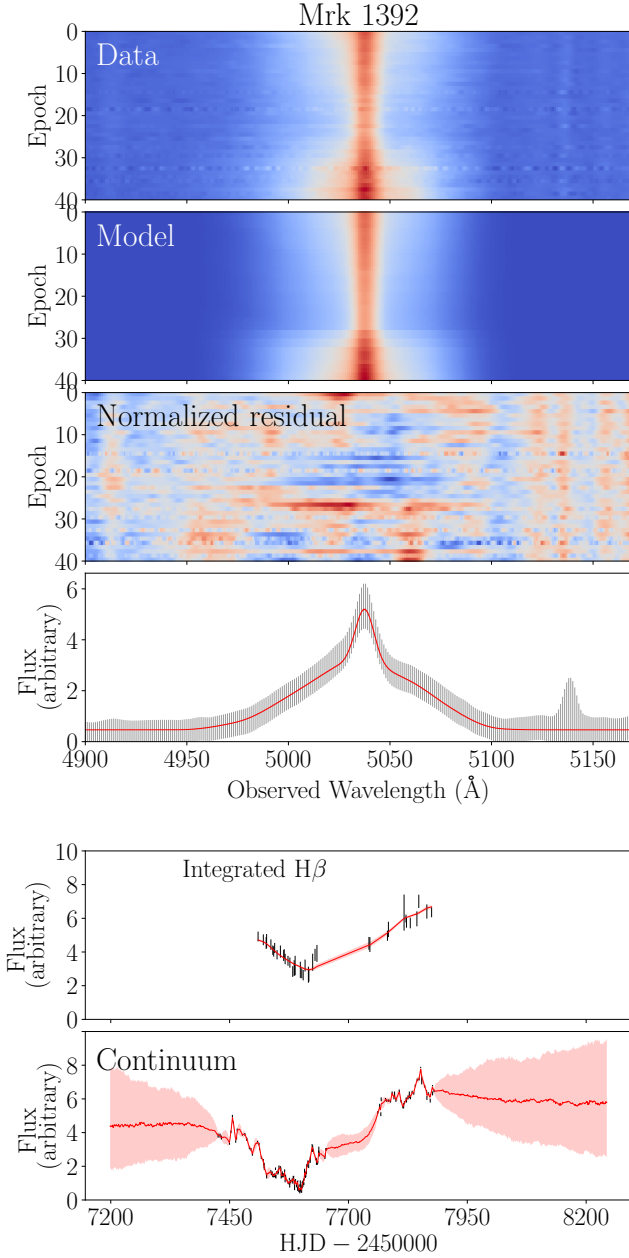 Mrk 1392
Data
Epoch
0
10
20
30
40
Model
Epoch
0
10
20
30
40
Normalized residual
Epoch
0
10
20
30
40
Flux
(arbitrary)
6
4
2
0
4900
4950
5000
5050
5100
5150
Observed Wavelength (Å)
Integrated Hβ
Flux
(arbitrary)
10
8
6
4
2
0
Continuum
Flux
(arbitrary)
8
6
4
2
0
7200
7450
7700
7950
8200
HJD − 2450000